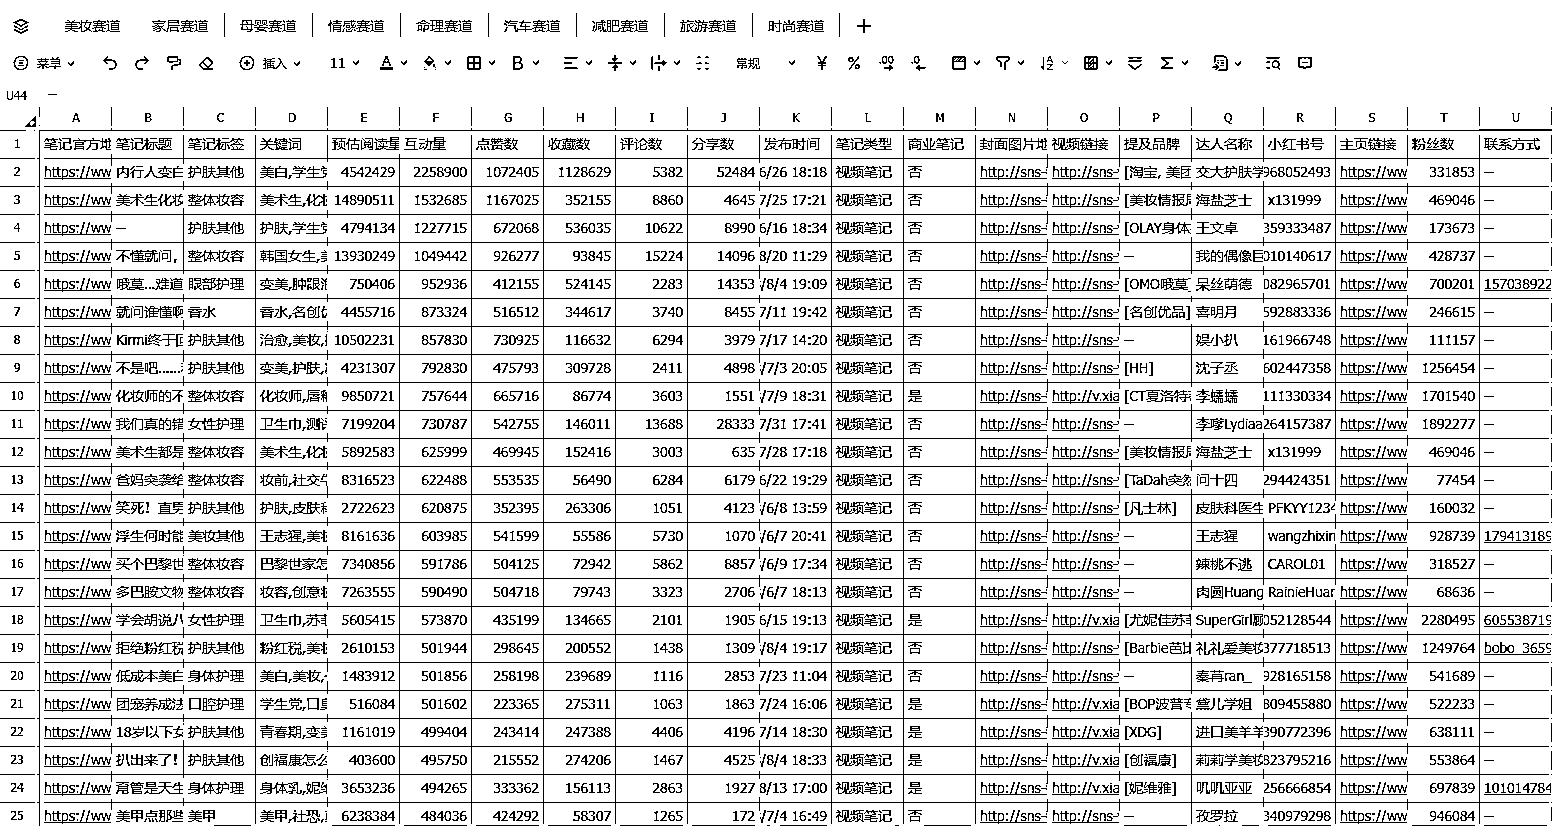 美妆赛道 家居赛道 母婴赛道 情感赛道 命理赛道 汽车赛道 减肥赛道 旅游赛道 时尚赛道 +
菜单 插入 11 A B 常规 ¥ % .00 .0 Σ
U44 —
A B C D E F G H I J K L M N O P Q R S T U
1 笔记官方地 笔记标题 笔记标签 关键词 预估阅读量 互动量 点赞数 收藏数 评论数 分享数 发布时间 笔记类型 商业笔记 封面图片地 视频链接 提及品牌 达人名称 小红书号 主页链接 粉丝数 联系方式
2 https://ww 内行人变白 护肤其他 美白,学生党 4542429 2258900 1072405 1128629 5382 52484 6/26 18:18 视频笔记 否 http://sns- http://sns- [淘宝, 美团 交大护肤学 968052493 https://ww 331853 —
3 https://ww 美术生化妆 整体妆容 美术生,化妆 14890511 1532685 1167025 352155 8860 4645 7/25 17:21 视频笔记 否 http://sns- http://sns- [美妆情报局 海盐芝士 x131999 https://ww 469046 —
4 https://ww — 护肤其他 护肤,学生党 4794134 1227715 672068 536035 10622 8990 6/16 18:34 视频笔记 否 http://sns- http://sns- [OLAY身体 王文卓 359333487 https://ww 173673 —
5 https://ww 不懂就问, 整体妆容 韩国女生,美 13930249 1049442 926277 93845 15224 14096 8/20 11:29 视频笔记 否 http://sns- http://sns- — 我的偶像巨 010140617 https://ww 428737 —
6 https://ww 哦莫...难道 眼部护理 变美,肿眼泡 750406 952936 412155 524145 2283 14353 /8/4 19:09 视频笔记 否 http://sns- http://sns- [OMO哦莫] 呆丝萌德 082965701 https://ww 700201 157038922
7 https://ww 就问谁懂啊 香水 香水,名创优 4455716 873324 516512 344617 3740 8455 7/11 19:42 视频笔记 否 http://sns- http://sns- [名创优品] 喜明月 592883336 https://ww 246615 —
8 https://ww Kirmi终于回 护肤其他 治愈,美妆, 10502231 857830 730925 116632 6294 3979 7/17 14:20 视频笔记 否 http://sns- http://sns- — 娱小扒 161966748 https://ww 111157 —
9 https://ww 不是吧...... 护肤其他 变美,护肤, 4231307 792830 475793 309728 2411 4898 /7/3 20:05 视频笔记 否 http://sns- http://sns- [HH] 沈子丞 602447358 https://ww 1256454 —
10 https://ww 化妆师的不 整体妆容 化妆师,唇釉 9850721 757644 665716 86774 3603 1551 /7/9 18:31 视频笔记 是 http://sns- http://v.xia [CT夏洛特 李蠕蠕 111330334 https://ww 1701540 —
11 https://ww 我们真的错 女性护理 卫生巾,测评 7199204 730787 542755 146011 13688 28333 7/31 17:41 视频笔记 否 http://sns- http://sns- — 李嗲Lydiaa 264157387 https://ww 1892277 —
12 https://ww 美术生都是 整体妆容 美术生,化妆 5892583 625999 469945 152416 3003 635 7/28 17:18 视频笔记 否 http://sns- http://sns- [美妆情报局 海盐芝士 x131999 https://ww 469046 —
13 https://ww 爸妈突袭给 整体妆容 妆前,社交牛 8316523 622488 553535 56490 6284 6179 6/22 19:29 视频笔记 否 http://sns- http://sns- [TaDah突然 问十四 294424351 https://ww 77454 —
14 https://ww 笑死! 直男 护肤其他 护肤,皮肤科 2722623 620875 352395 263306 1051 4123 /6/8 13:59 视频笔记 否 http://sns- http://sns- [凡士林] 皮肤科医生 PFKYY1234 https://ww 160032 —
15 https://ww 浮生何时能 美妆其他 王志猩,美妆 8161636 603985 541599 55586 5730 1070 /6/7 20:41 视频笔记 否 http://sns- http://sns- — 王志猩 wangzhixin https://ww 928739 179413189
16 https://ww 买个巴黎世 整体妆容 巴黎世家怎 7340856 591786 504125 72942 5862 8857 /6/9 17:34 视频笔记 否 http://sns- http://sns- — 辣桃不逃 CAROL01 https://ww 318527 —
17 https://ww 多巴胺文物 整体妆容 妆容,创意妆 7263555 590490 504718 79743 3323 2706 /6/7 18:13 视频笔记 否 http://sns- http://sns- — 肉圆Huang RainieHuar https://ww 68636 —
18 https://ww 学会胡说八 女性护理 卫生巾,苏菲 5605415 573870 435199 134665 2101 1905 6/15 19:13 视频笔记 是 http://sns- http://v.xia [尤妮佳苏菲 SuperGirl顾 052128544 https://ww 2280495 605538719
19 https://ww 拒绝粉红税 护肤其他 粉红税,美妆 2610153 501944 298645 200552 1438 1309 /8/4 19:17 视频笔记 否 http://sns- http://sns- [Barbie芭比 礼礼爱美妆 377718513 https://ww 1249764 bobo_3659
20 https://ww 低成本美白 身体护理 美白,美妆, 1483912 501856 258198 239689 1116 2853 7/23 11:04 视频笔记 否 http://sns- http://sns- — 秦苒ran_ 928165158 https://ww 541689 —
21 https://ww 团宠养成法 口腔护理 学生党,口臭 516084 501602 223365 275311 1063 1863 7/24 16:06 视频笔记 是 http://sns- http://v.xia [BOP波普专 黛儿学姐 809455880 https://ww 522233 —
22 https://ww 18岁以下女 护肤其他 青春期,变美 1161019 499404 243414 247388 4406 4196 7/14 18:30 视频笔记 是 http://sns- http://v.xia [XDG] 进口美羊羊 390772396 https://ww 638111 —
23 https://ww 扒出来了! 护肤其他 创福康怎么 403600 495750 215552 274206 1467 4525 /8/4 18:33 视频笔记 是 http://sns- http://v.xia [创福康] 莉莉学美妆 823795216 https://ww 553864 —
24 https://ww 育管是天生 身体护理 身体乳,妮维 3653236 494265 333362 156113 2863 1927 8/13 17:00 视频笔记 是 http://sns- http://v.xia [妮维雅] 叽叽亚亚 256666854 https://ww 697839 101014784
25 https://ww 美甲点那些 美甲 美甲,社恐, 6238384 484036 424292 58307 1265 172 /7/4 16:49 视频笔记 否 http://sns- http://sns- — 孜罗拉 340979298 https://ww 946084 —